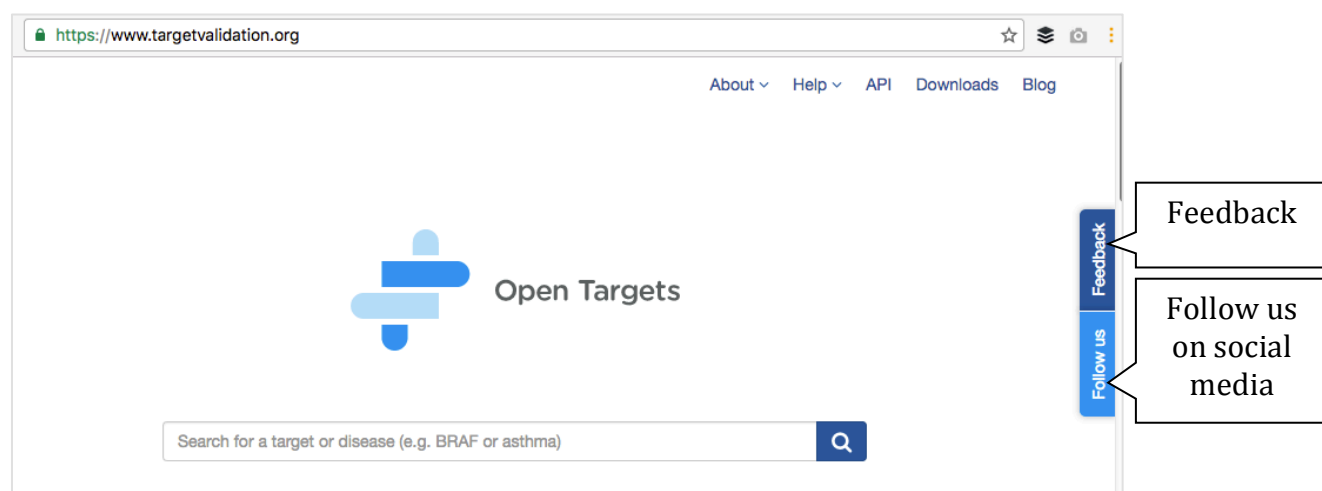 https://www.targetvalidation.org
About Help API Downloads Blog
Feedback
Feedback
Open Targets
Follow us
on social
media
Follow us
Search for a target or disease (e.g. BRAF or asthma)